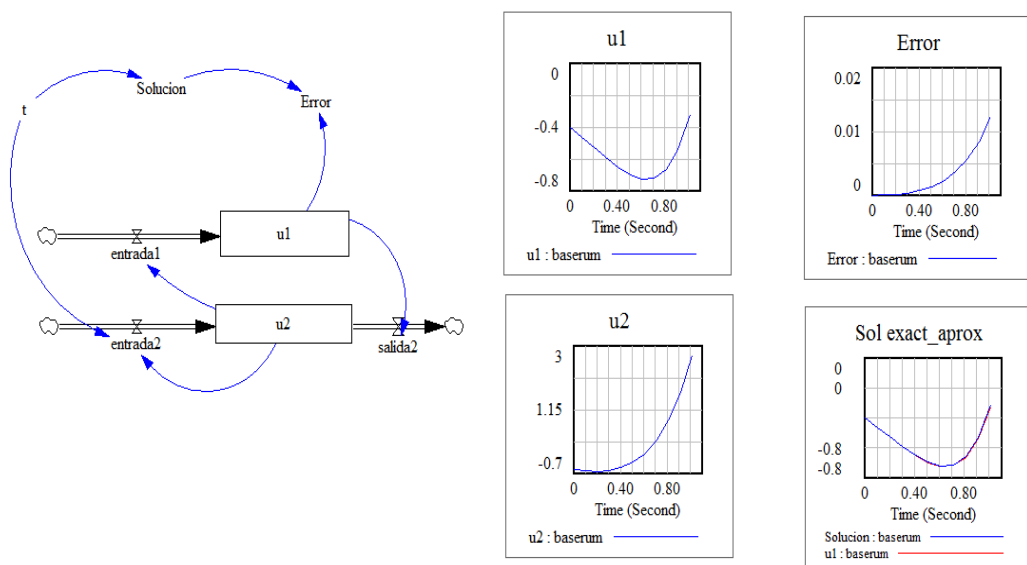 t
Solucion
Error
u1
entrada1
u2
entrada2
salida2
u1
0
-0.4
-0.8
0 0.40 0.80
Time (Second)
u1 : baserum
Error
0.02
0.01
0
0 0.40 0.80
Time (Second)
Error : baserum
u2
3
1.15
-0.7
0 0.40 0.80
Time (Second)
u2 : baserum
Sol exact_aprox
0
0
-0.8
-0.8
0 0.40 0.80
Time (Second)
Solucion : baserum
u1 : baserum